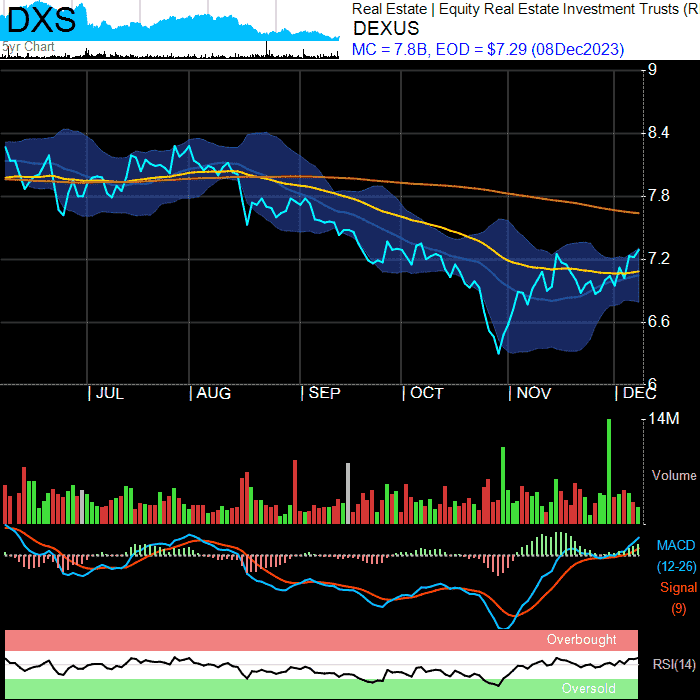 DXS
5yr Chart
Real Estate | Equity Real Estate Investment Trusts (R
DEXUS
MC = 7.8B, EOD = $7.29 (08Dec2023)
9
8.4
7.8
7.2
6.6
6
JUL
AUG
SEP
OCT
NOV
DEC
14M
Volume
MACD
(12-26)
Signal
(9)
Overbought
RSI(14)
Oversold